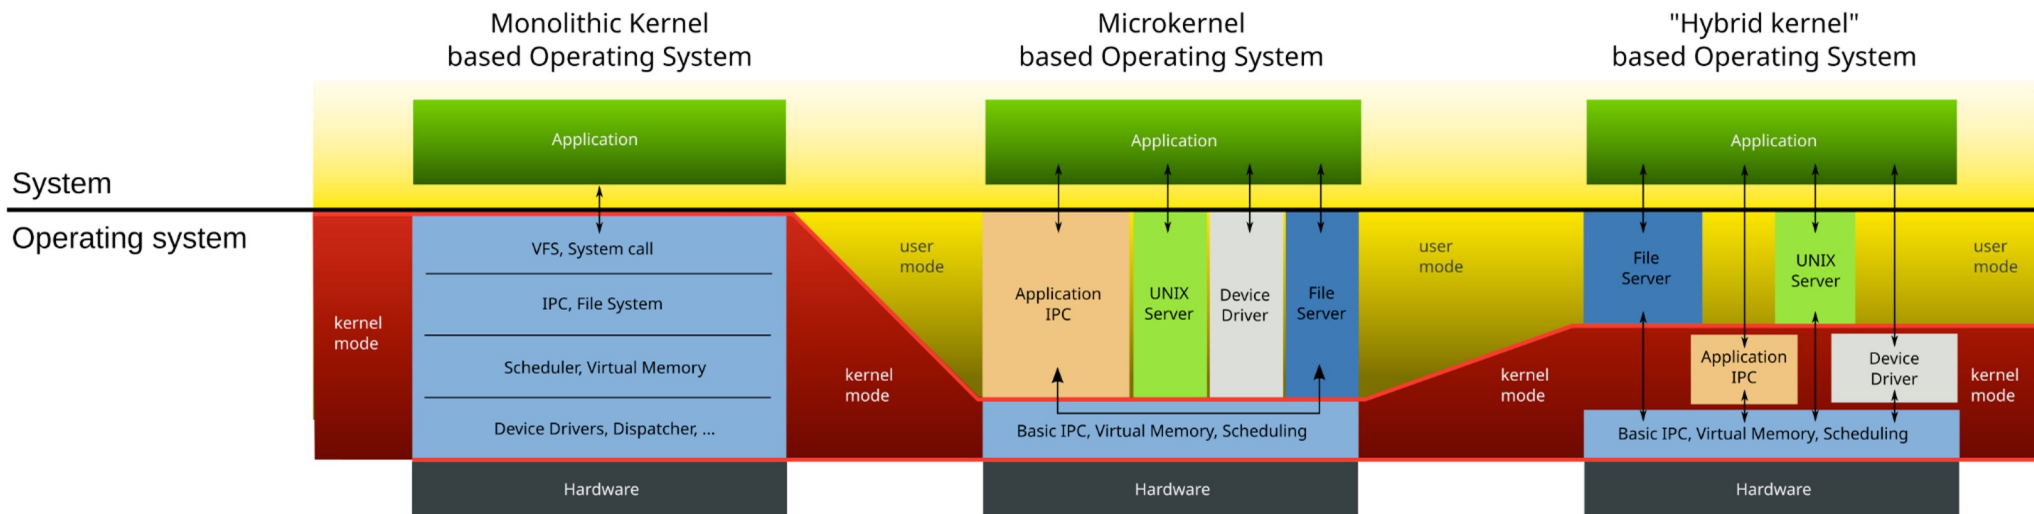 Monolithic Kernel
based Operating System
Microkernel
based Operating System
"Hybrid kernel"
based Operating System
System
Operating system
kernel
mode
Application
VFS, System call
IPC, File System
Scheduler, Virtual Memory
Device Drivers, Dispatcher, ...
Hardware
kernel
mode
user
mode
Application
Application
IPC
UNIX
Server
Device
Driver
File
Server
Basic IPC, Virtual Memory, Scheduling
Hardware
user
mode
kernel
mode
Application
File
Server
UNIX
Server
Application
IPC
Device
Driver
Basic IPC, Virtual Memory, Scheduling
Hardware
user
mode
kernel
mode